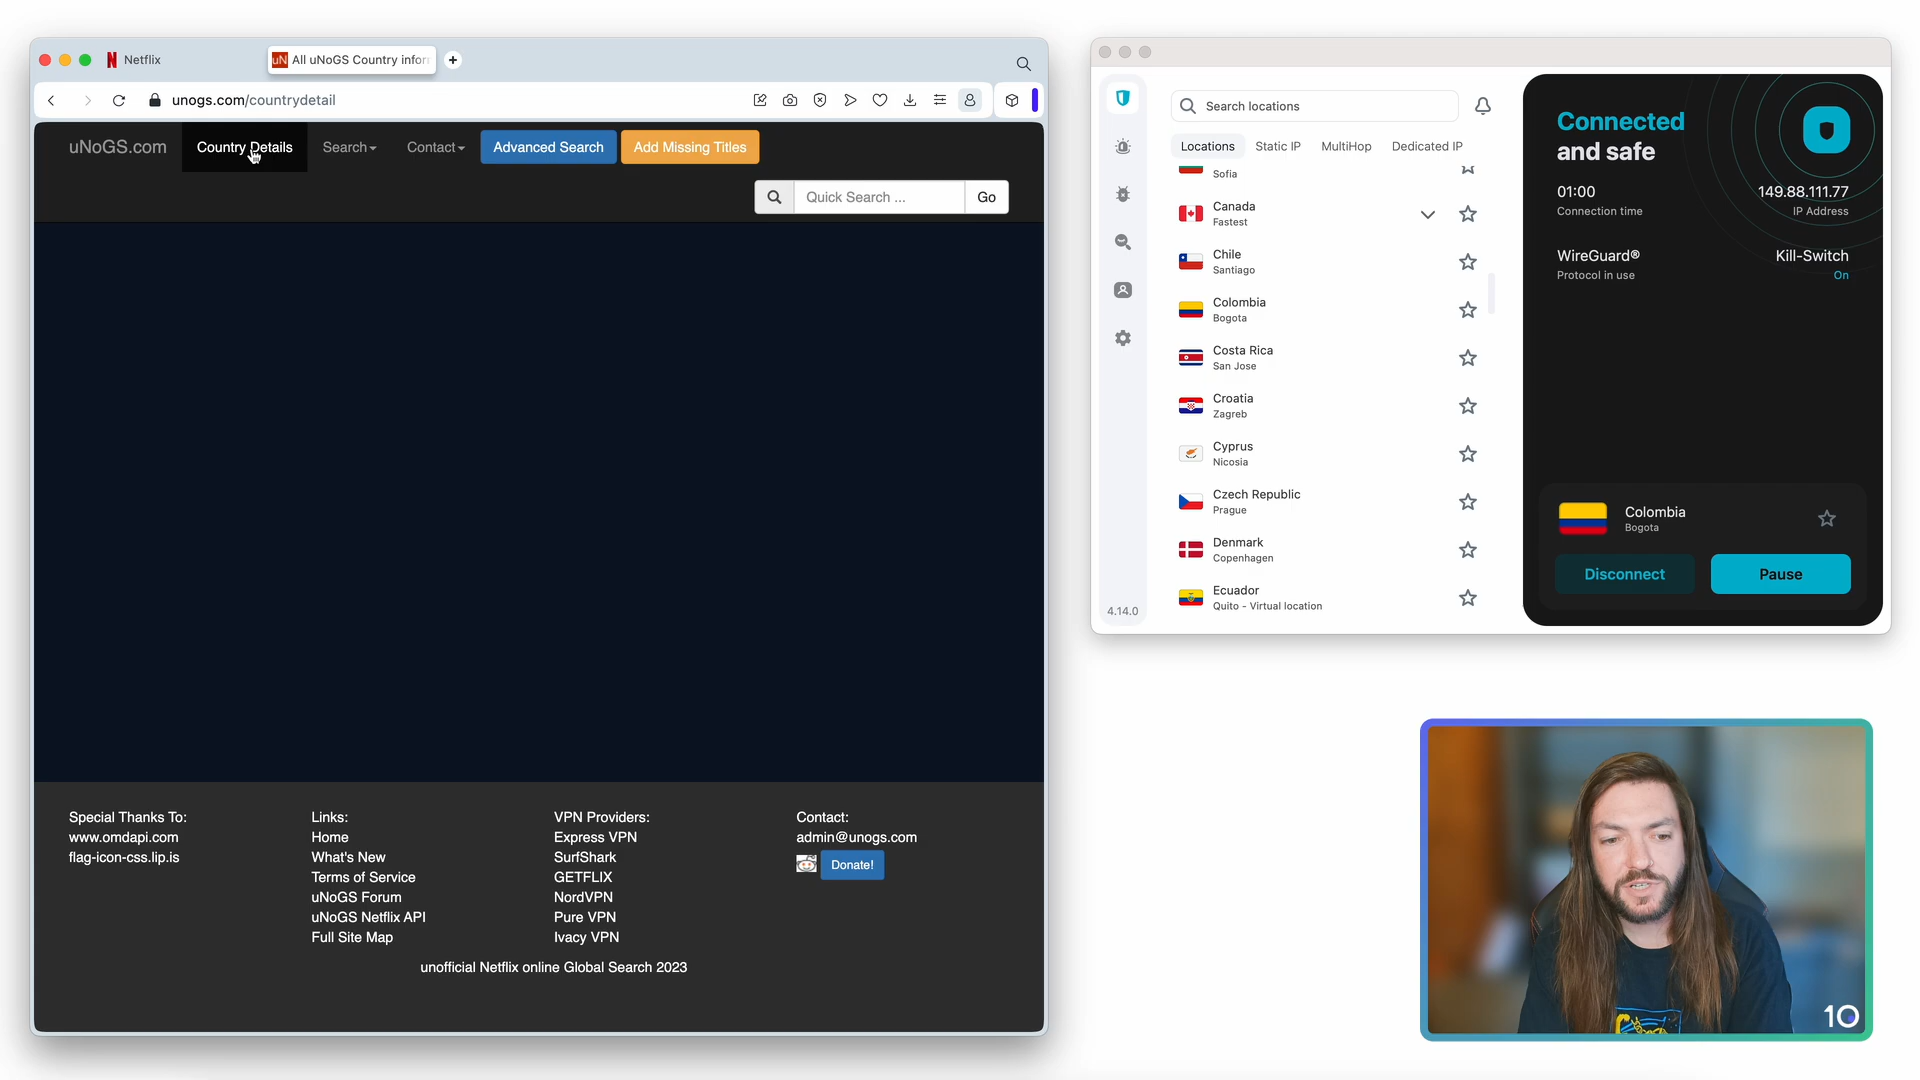 Netflix
uN All uNoGS Country infor
unogs.com/countrydetail
uNoGS.com
Country Details
Search
Contact
Advanced Search
Add Missing Titles
Quick Search ...
Go
Special Thanks To:
www.omdapi.com
flag-icon-css.lip.is
Links:
Home
What's New
Terms of Service
uNoGS Forum
uNoGS Netflix API
Full Site Map
VPN Providers:
Express VPN
SurfShark
GETFLIX
NordVPN
Pure VPN
Ivacy VPN
Contact:
admin@unogs.com
Donate!
unofficial Netflix online Global Search 2023
Search locations
Locations
Static IP
MultiHop
Dedicated IP
Sofia
Canada
Fastest
Chile
Santiago
Colombia
Bogota
Costa Rica
San Jose
Croatia
Zagreb
Cyprus
Nicosia
Czech Republic
Prague
Denmark
Copenhagen
Ecuador
Quito - Virtual location
4.14.0
Connected
and safe
01:00
Connection time
149.88.111.77
IP Address
WireGuard®
Protocol in use
Kill-Switch
On
Colombia
Bogota
Disconnect
Pause
10